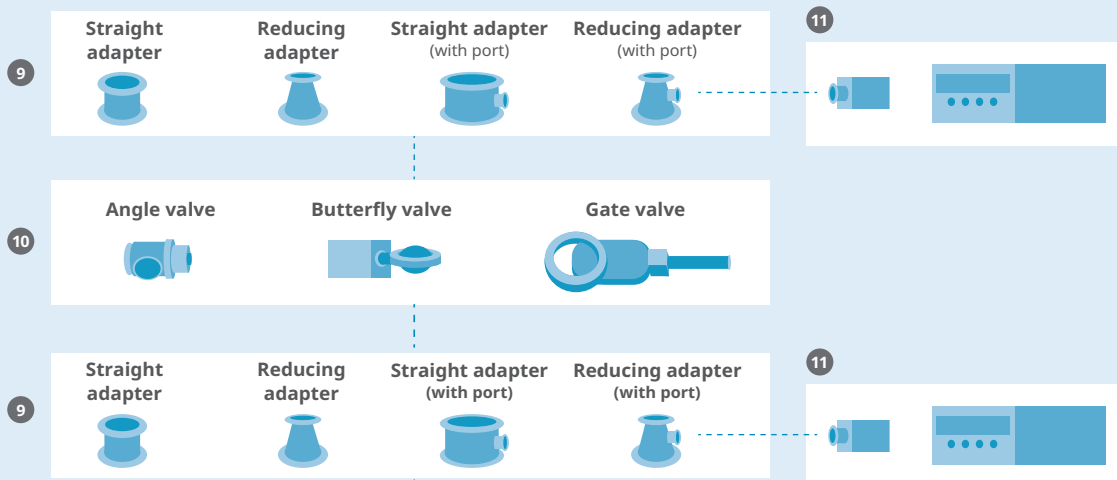 11
Straight
adapter
Reducing
adapter
Straight adapter
(with port)
Reducing adapter
(with port)
9
10
Angle valve
Butterfly valve
Gate valve
11
Straight
adapter
Reducing
adapter
Straight adapter
(with port)
Reducing adapter
(with port)
9